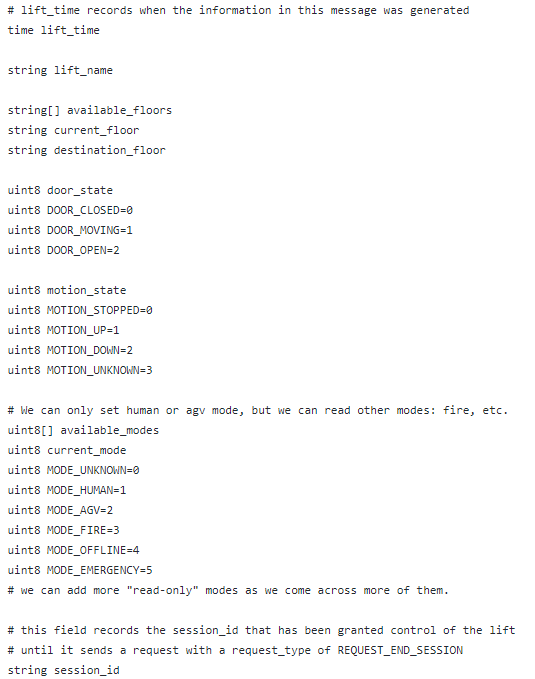 # lift_time records when the information in this message was generated
time lift_time
string lift_name
string[] available_floors
string current_floor
string destination_floor
uint8 door_state
uint8 DOOR_CLOSED=0
uint8 DOOR_MOVING=1
uint8 DOOR_OPEN=2
uint8 motion_state
uint8 MOTION_STOPPED=0
uint8 MOTION_UP=1
uint8 MOTION_DOWN=2
uint8 MOTION_UNKNOWN=3
# We can only set human or agv mode, but we can read other modes: fire, etc.
uint8[] available_modes
uint8 current_mode
uint8 MODE_UNKNOWN=0
uint8 MODE_HUMAN=1
uint8 MODE_AGV=2
uint8 MODE_FIRE=3
uint8 MODE_OFFLINE=4
uint8 MODE_EMERGENCY=5
# we can add more "read-only" modes as we come across more of them.
# this field records the session_id that has been granted control of the lift
# until it sends a request with a request_type of REQUEST_END_SESSION
string session_id